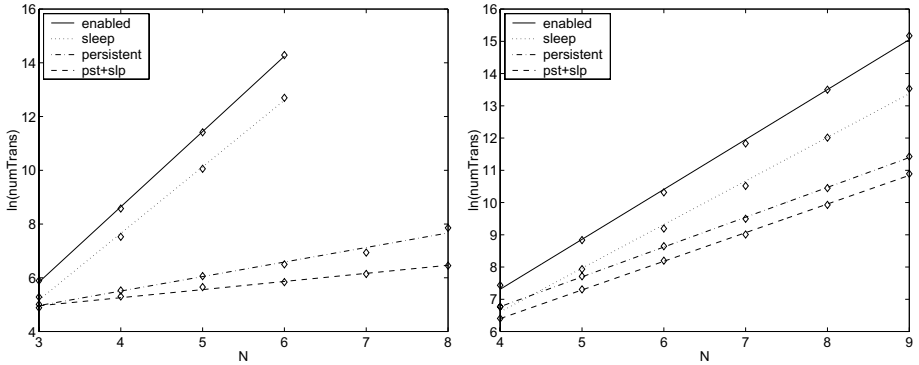 16
14
12
10
8
6
4
ln(numTrans)
enabled
sleep
persistent
pst+slp
3
4
5
6
7
8
N
16
15
14
13
12
11
10
9
8
7
6
ln(numTrans)
enabled
sleep
persistent
pst+slp
4
5
6
7
8
9
N